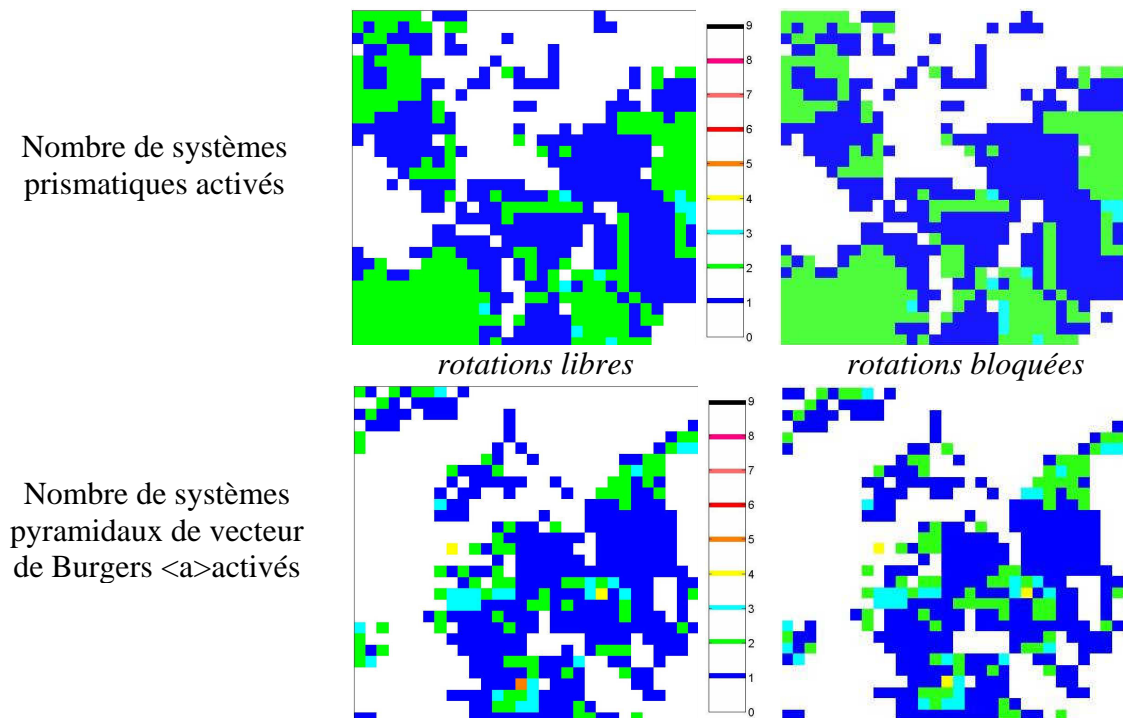 Nombre de systèmes
prismatiques activés
9
8
7
6
5
4
3
2
1
0
rotations libres
rotations bloquées
Nombre de systèmes
pyramidaux de vecteur
de Burgers <a>activés
9
8
7
6
5
4
3
2
1
0